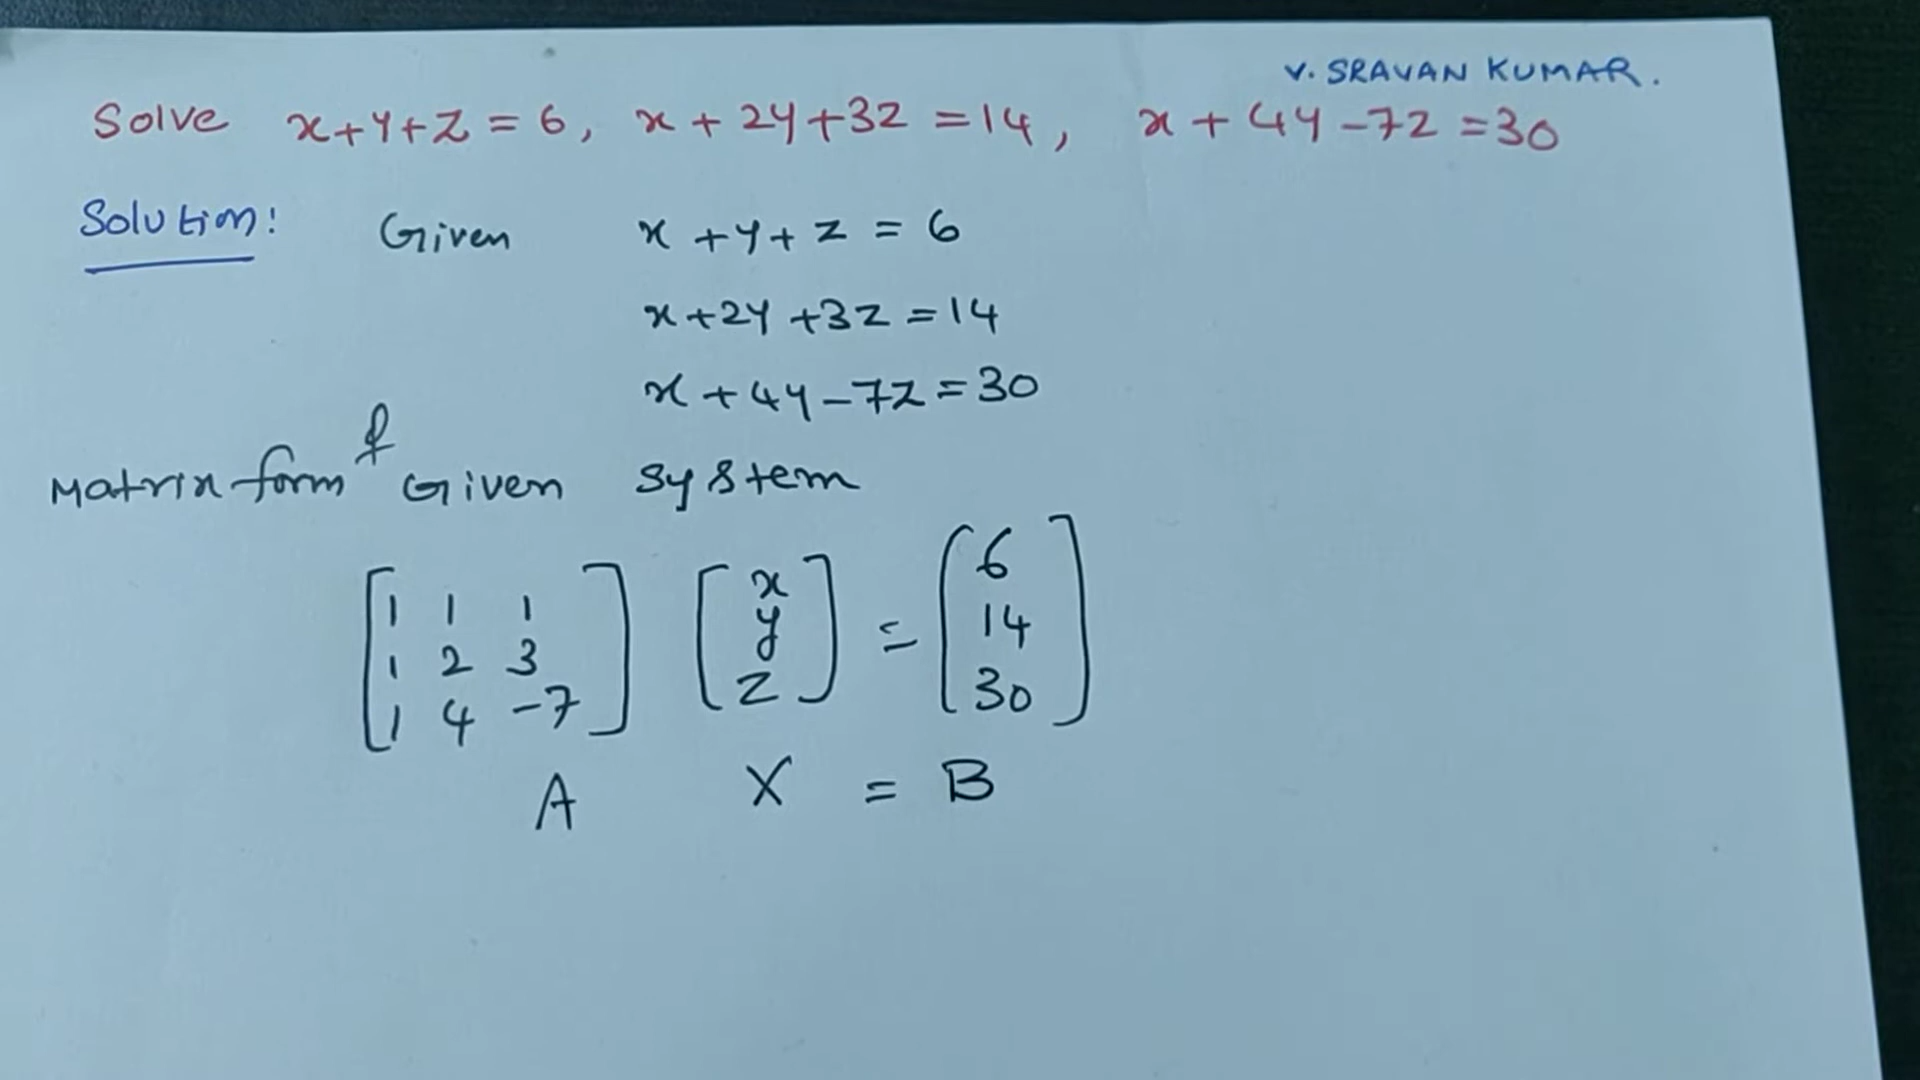 V. SRAVAN KUMAR.
Solve x+y+z=6, x+2y+3z=14, x+4y-7z=30
Solution: Given x+y+z=6
x+2y+3z=14
x+4y-7z=30
Matrix form of Given system
[1 1 1] [x] = [6]
[1 2 3] [y] [14]
[1 4 -7] [z] [30]
A X = B